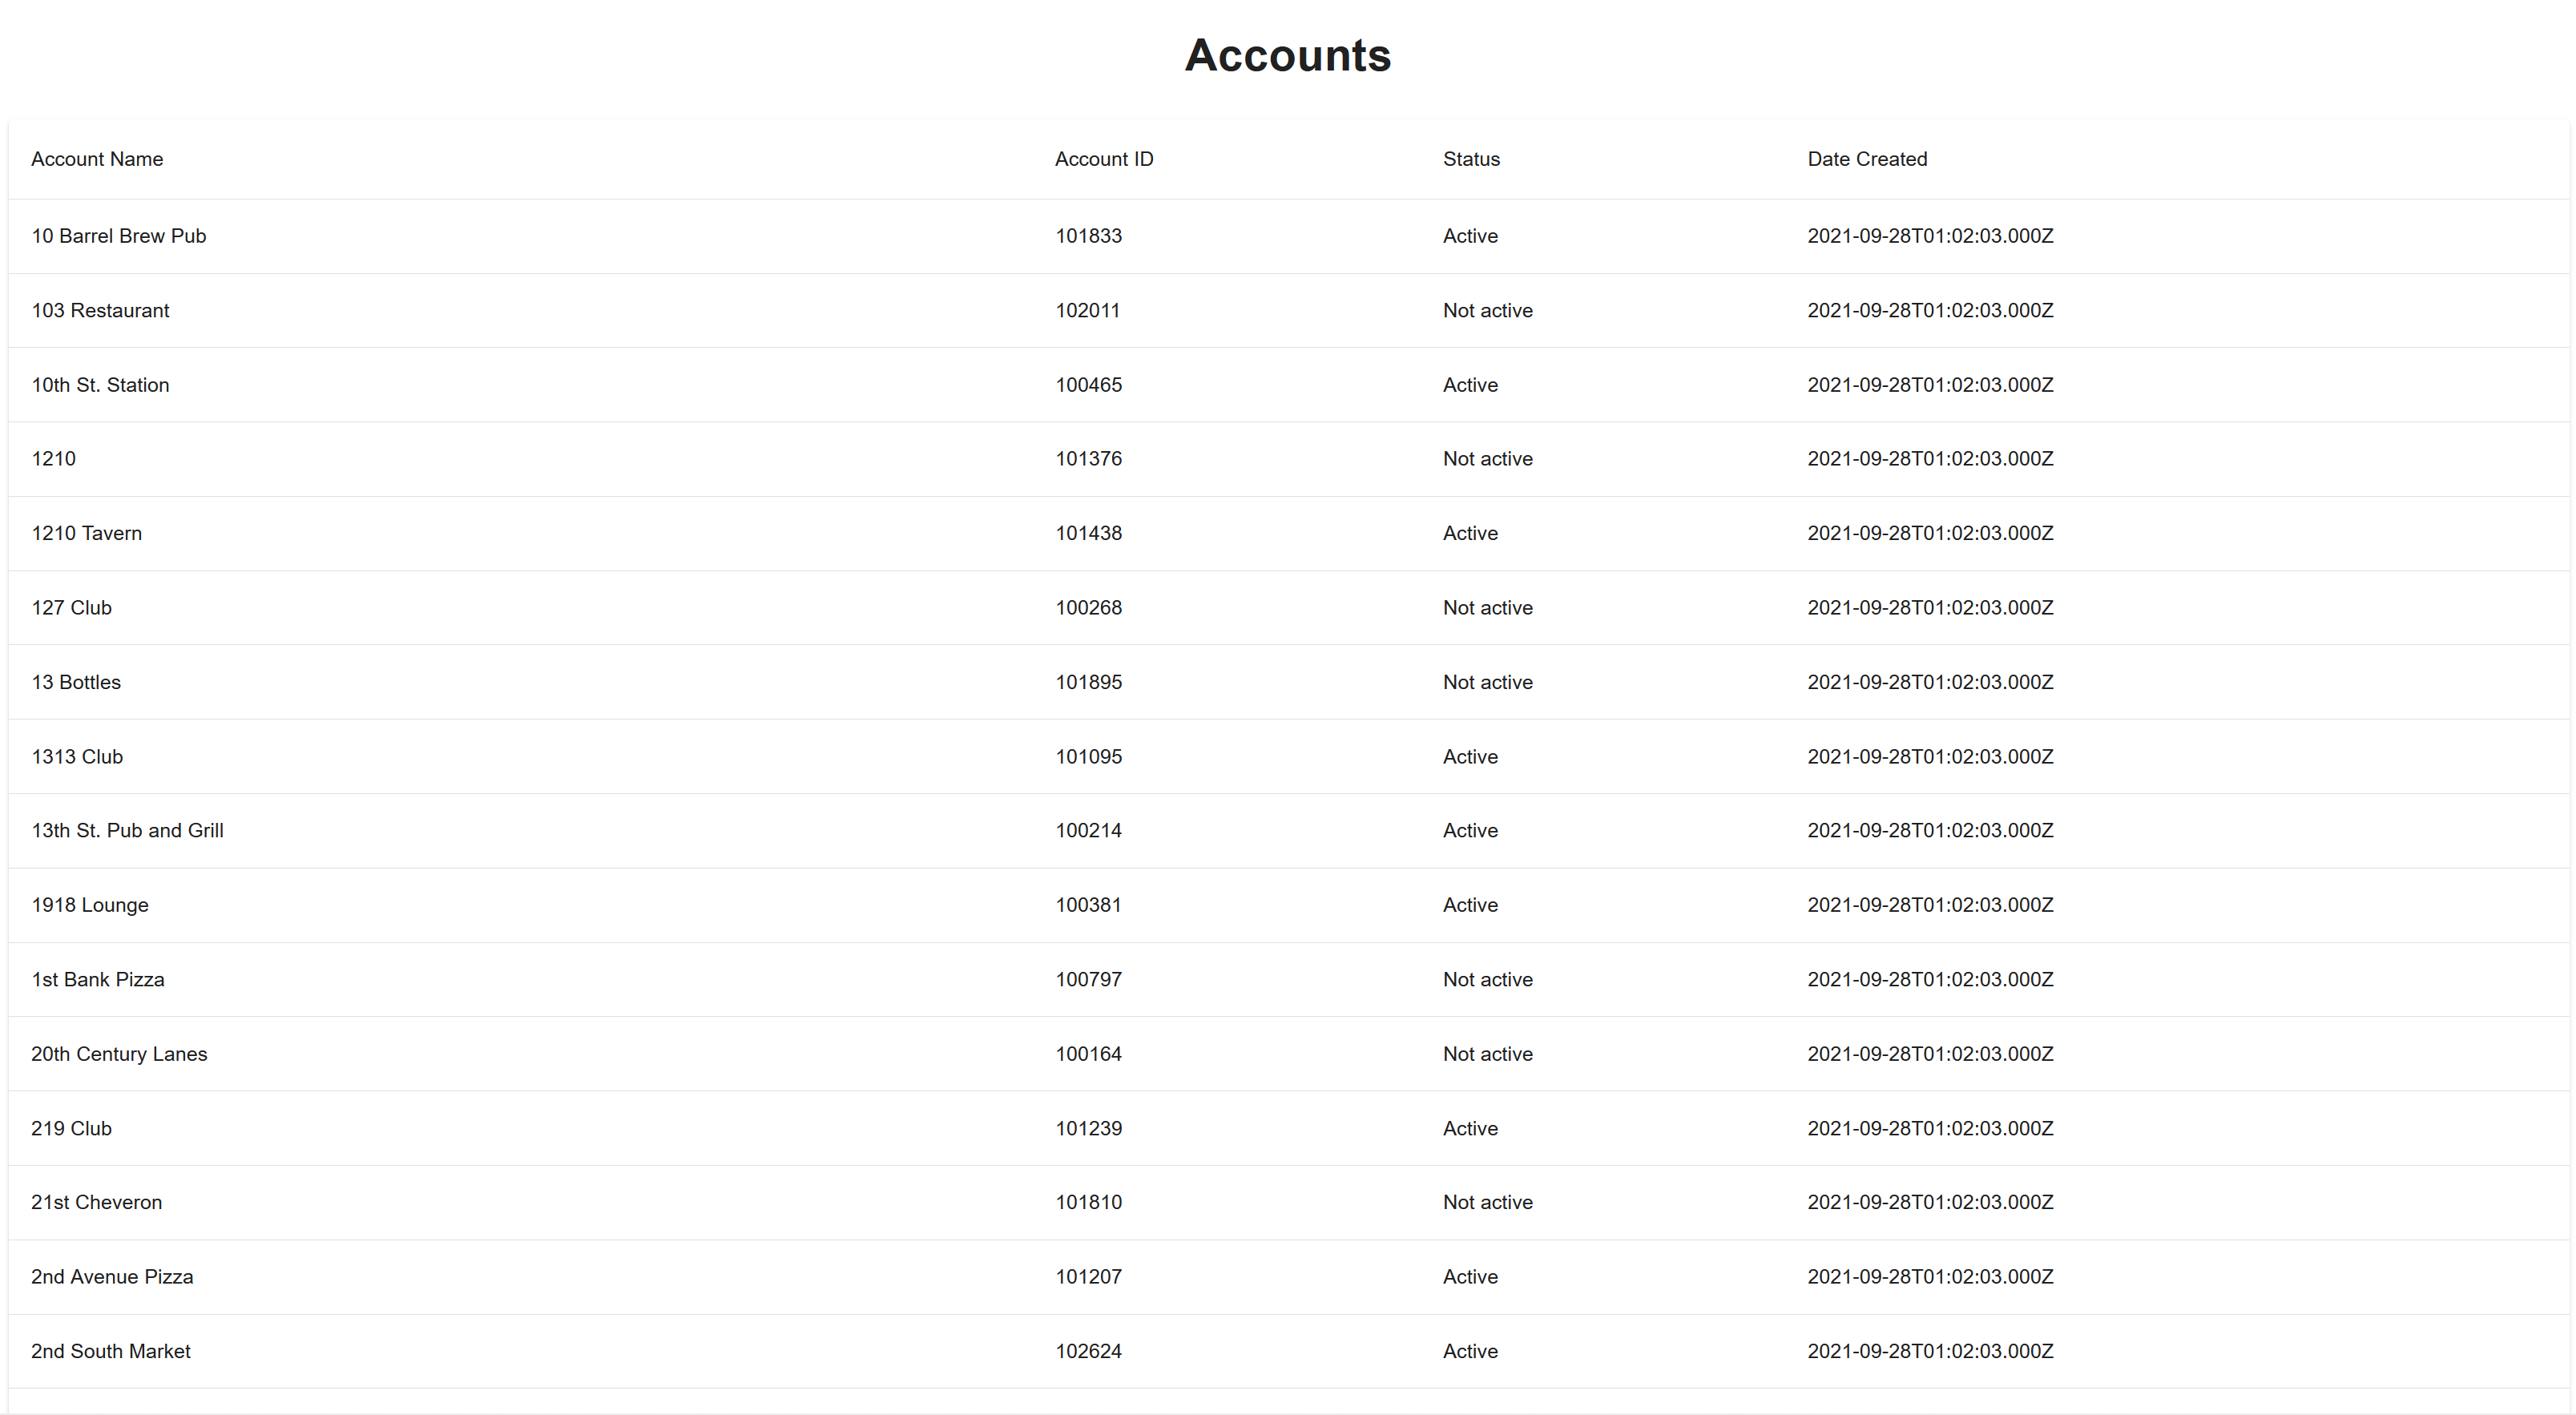 Accounts
Account Name Account ID Status Date Created
10 Barrel Brew Pub 101833 Active 2021-09-28T01:02:03.000Z
103 Restaurant 102011 Not active 2021-09-28T01:02:03.000Z
10th St. Station 100465 Active 2021-09-28T01:02:03.000Z
1210 101376 Not active 2021-09-28T01:02:03.000Z
1210 Tavern 101438 Active 2021-09-28T01:02:03.000Z
127 Club 100268 Not active 2021-09-28T01:02:03.000Z
13 Bottles 101895 Not active 2021-09-28T01:02:03.000Z
1313 Club 101095 Active 2021-09-28T01:02:03.000Z
13th St. Pub and Grill 100214 Active 2021-09-28T01:02:03.000Z
1918 Lounge 100381 Active 2021-09-28T01:02:03.000Z
1st Bank Pizza 100797 Not active 2021-09-28T01:02:03.000Z
20th Century Lanes 100164 Not active 2021-09-28T01:02:03.000Z
219 Club 101239 Active 2021-09-28T01:02:03.000Z
21st Cheveron 101810 Not active 2021-09-28T01:02:03.000Z
2nd Avenue Pizza 101207 Active 2021-09-28T01:02:03.000Z
2nd South Market 102624 Active 2021-09-28T01:02:03.000Z